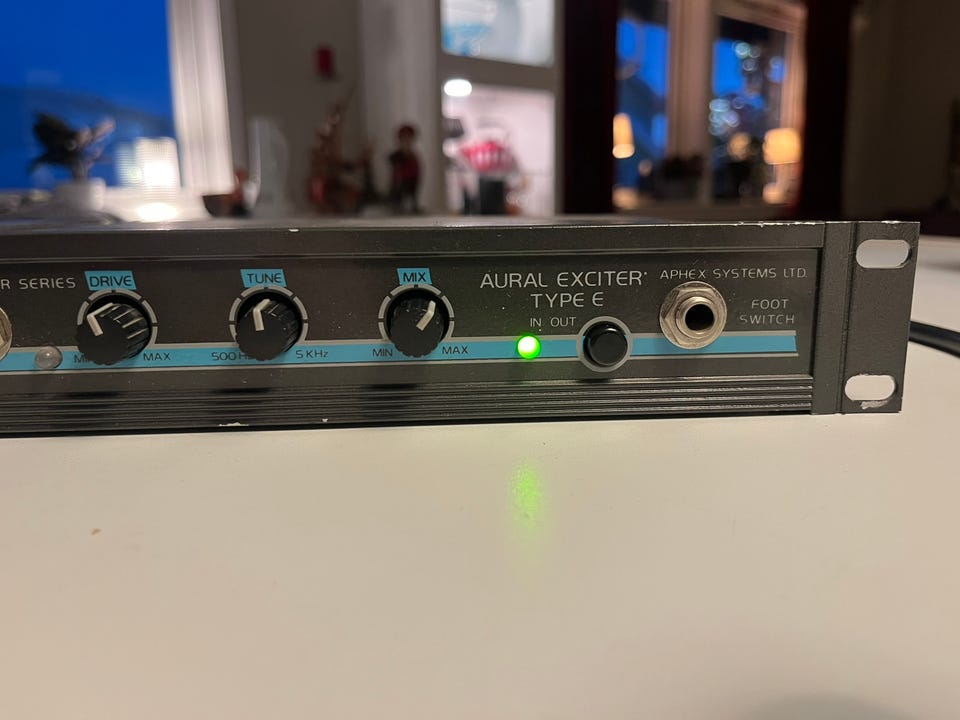 R SERIES
DRIVE
TUNE
MIX
AURAL EXCITER
TYPE E
APHEX SYSTEMS LTD.
IN OUT
FOOT
SWITCH
MAX
500 5 KHz
MIN MAX